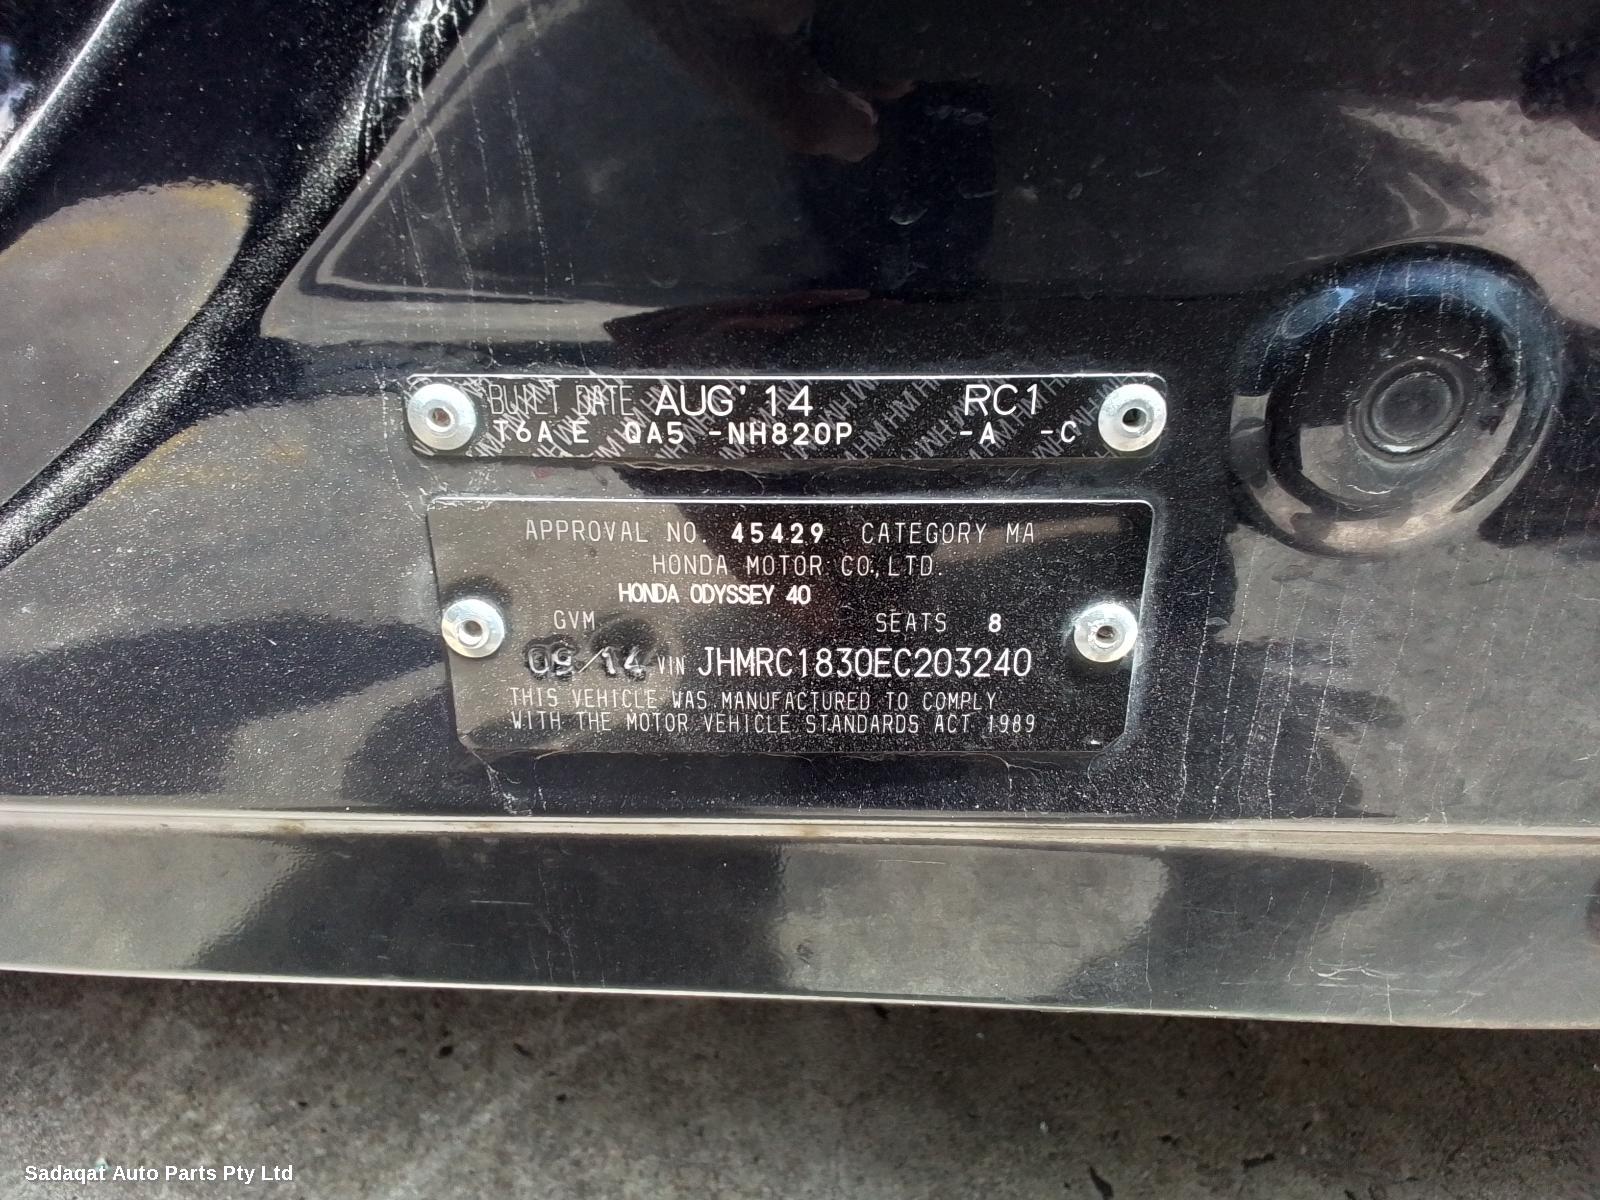 BUILT DATE AUG' 14 RC1
T6A E QA5 -NH820P -A -C
APPROVAL NO. 45429 CATEGORY MA
HONDA MOTOR CO.,LTD.
HONDA ODYSSEY 40
GVM SEATS 8
/14 VIN JHMRC1830EC203240
THIS VEHICLE WAS MANUFACTURED TO COMPLY
WITH THE MOTOR VEHICLE STANDARDS ACT 1989
Sadaqat Auto Parts Pty Ltd